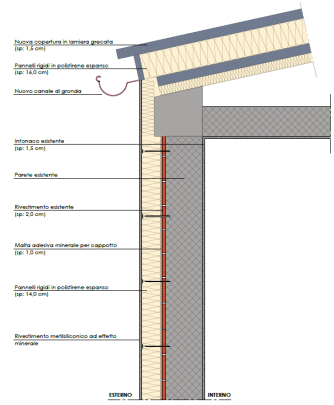 Nuova copertura in lamiera grecata
(sp: 1,5 cm)
Pannelli rigidi in polistirene espanso
(sp: 16,0 cm)
Nuovo canale di gronda
Intonaco esistente
(sp: 1,5 cm)
Parete esistente
Rivestimento esistente
(sp: 2,0 cm)
Malta adesiva minerale per cappotto
(sp: 1,0 cm)
Pannelli rigidi in polistirene espanso
(sp: 14,0 cm)
Rivestimento metilsiliconico ad effetto
minerale
ESTERNO
INTERNO